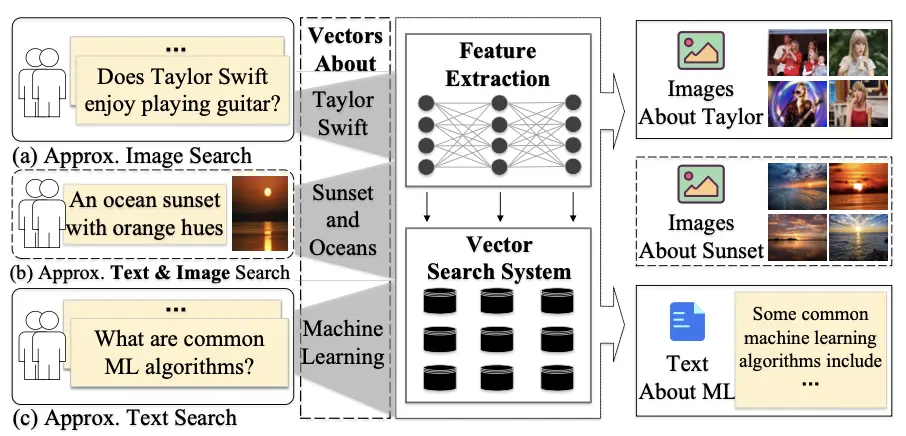 ...
Does Taylor Swift
enjoy playing guitar?
(a) Approx. Image Search
An ocean sunset
with orange hues
(b) Approx. Text & Image Search
...
What are common
ML algorithms?
(c) Approx. Text Search
Vectors
About
Taylor
Swift
Sunset
and
Oceans
Machine
Learning
Feature
Extraction
Vector
Search System
Images
About Taylor
Images
About Sunset
Text
About ML
Some common
machine learning
algorithms include
...